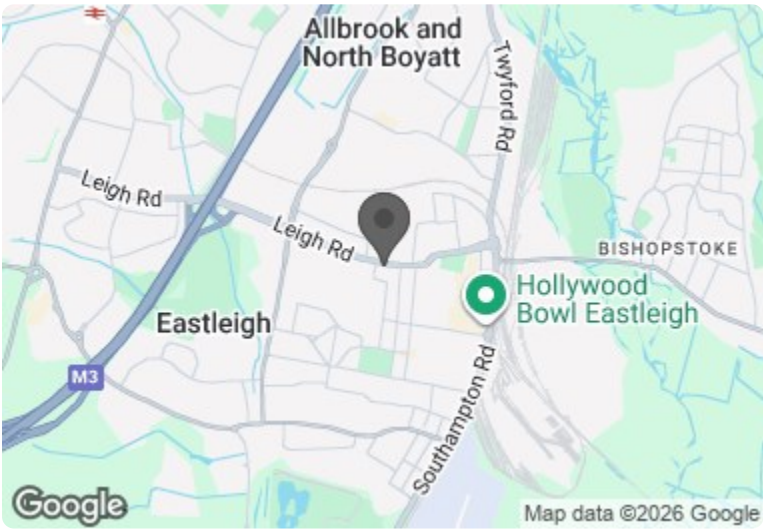 Allbrook and
North Boyatt
Twyford Rd
Leigh Rd
Leigh Rd
BISHOPSTOKE
Hollywood
Bowl Eastleigh
Eastleigh
M3
Southampton Rd
Google
Map data ©2026 Google